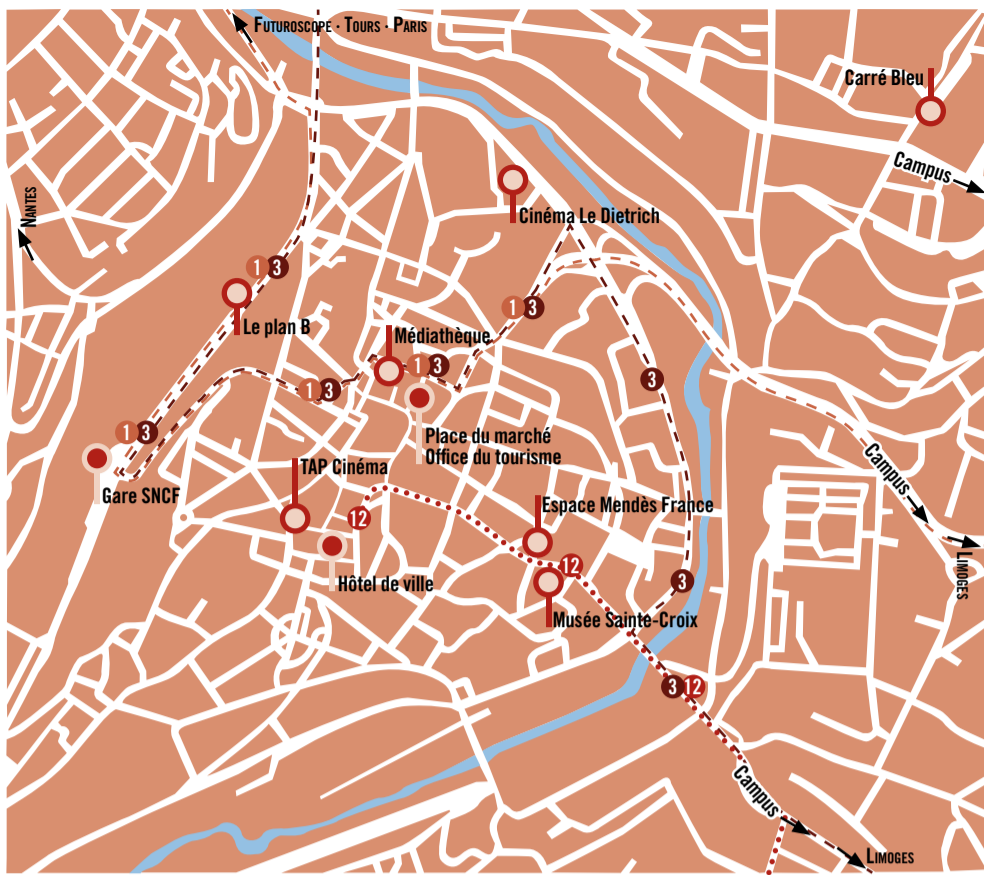 Futuroscope · Tours · Paris
Carré Bleu
Campus
Nantes
Cinéma Le Dietrich
1 3
Le plan B
1 3
Médiathèque
1 3
3
1 3
Place du marché
Office du tourisme
1 3
Gare SNCF
TAP Cinéma
Campus
12
Espace Mendès France
Limoges
12
Hôtel de ville
3
Musée Sainte-Croix
3 12
Campus
Limoges